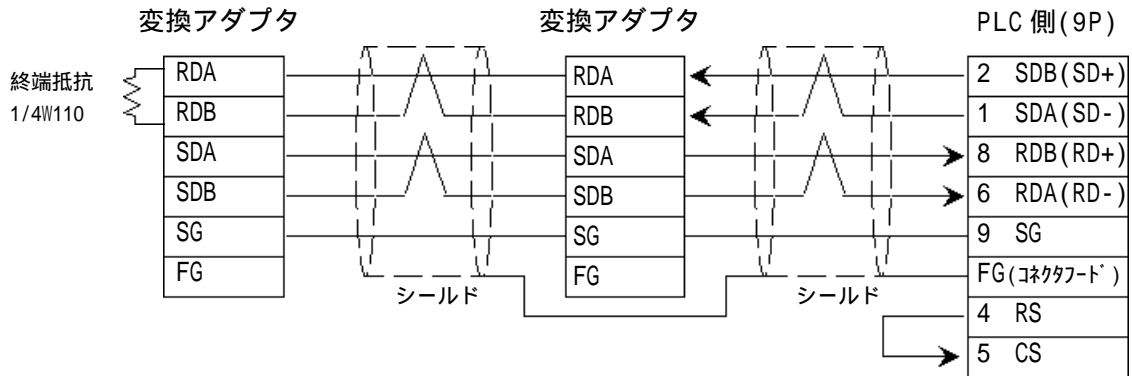 変換アダプタ 変換アダプタ PLC 側(9P)
終端抵抗
1/4W110
RDA
RDB
SDA
SDB
SG
FG
シールド
RDA
RDB
SDA
SDB
SG
FG
シールド
2 SDB(SD+)
1 SDA(SD-)
8 RDB(RD+)
6 RDA(RD-)
9 SG
FG(ｺﾈｸﾀﾌｰﾄﾞ)
4 RS
5 CS